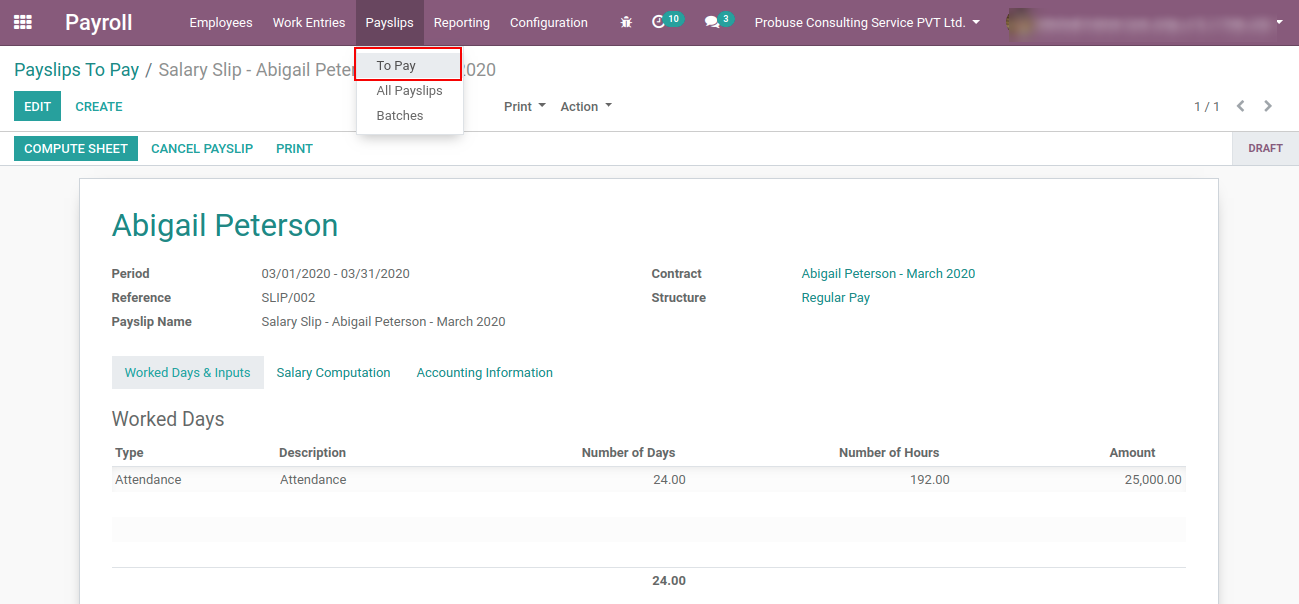 Payroll Employees Work Entries Payslips Reporting Configuration 10 3 Probuse Consulting Service PVT Ltd.
Payslips To Pay / Salary Slip - Abigail Peter 2020
To Pay
All Payslips
Batches
EDIT CREATE Print Action 1 / 1
COMPUTE SHEET CANCEL PAYSLIP PRINT DRAFT
Abigail Peterson
Period 03/01/2020 - 03/31/2020 Contract Abigail Peterson - March 2020
Reference SLIP/002 Structure Regular Pay
Payslip Name Salary Slip - Abigail Peterson - March 2020
Worked Days & Inputs Salary Computation Accounting Information
Worked Days
Type Description Number of Days Number of Hours Amount
Attendance Attendance 24.00 192.00 25,000.00
24.00